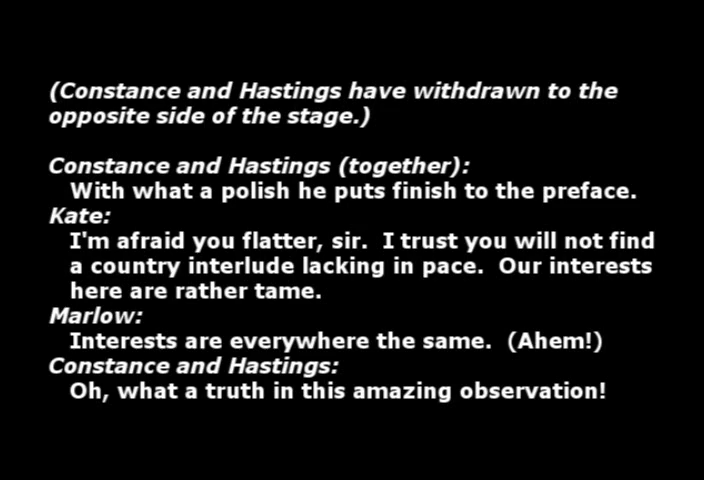 (Constance and Hastings have withdrawn to the
opposite side of the stage.)
Constance and Hastings (together):
With what a polish he puts finish to the preface.
Kate:
I'm afraid you flatter, sir.  I trust you will not find
a country interlude lacking in pace.  Our interests
here are rather tame.
Marlow:
Interests are everywhere the same.  (Ahem!)
Constance and Hastings:
Oh, what a truth in this amazing observation!